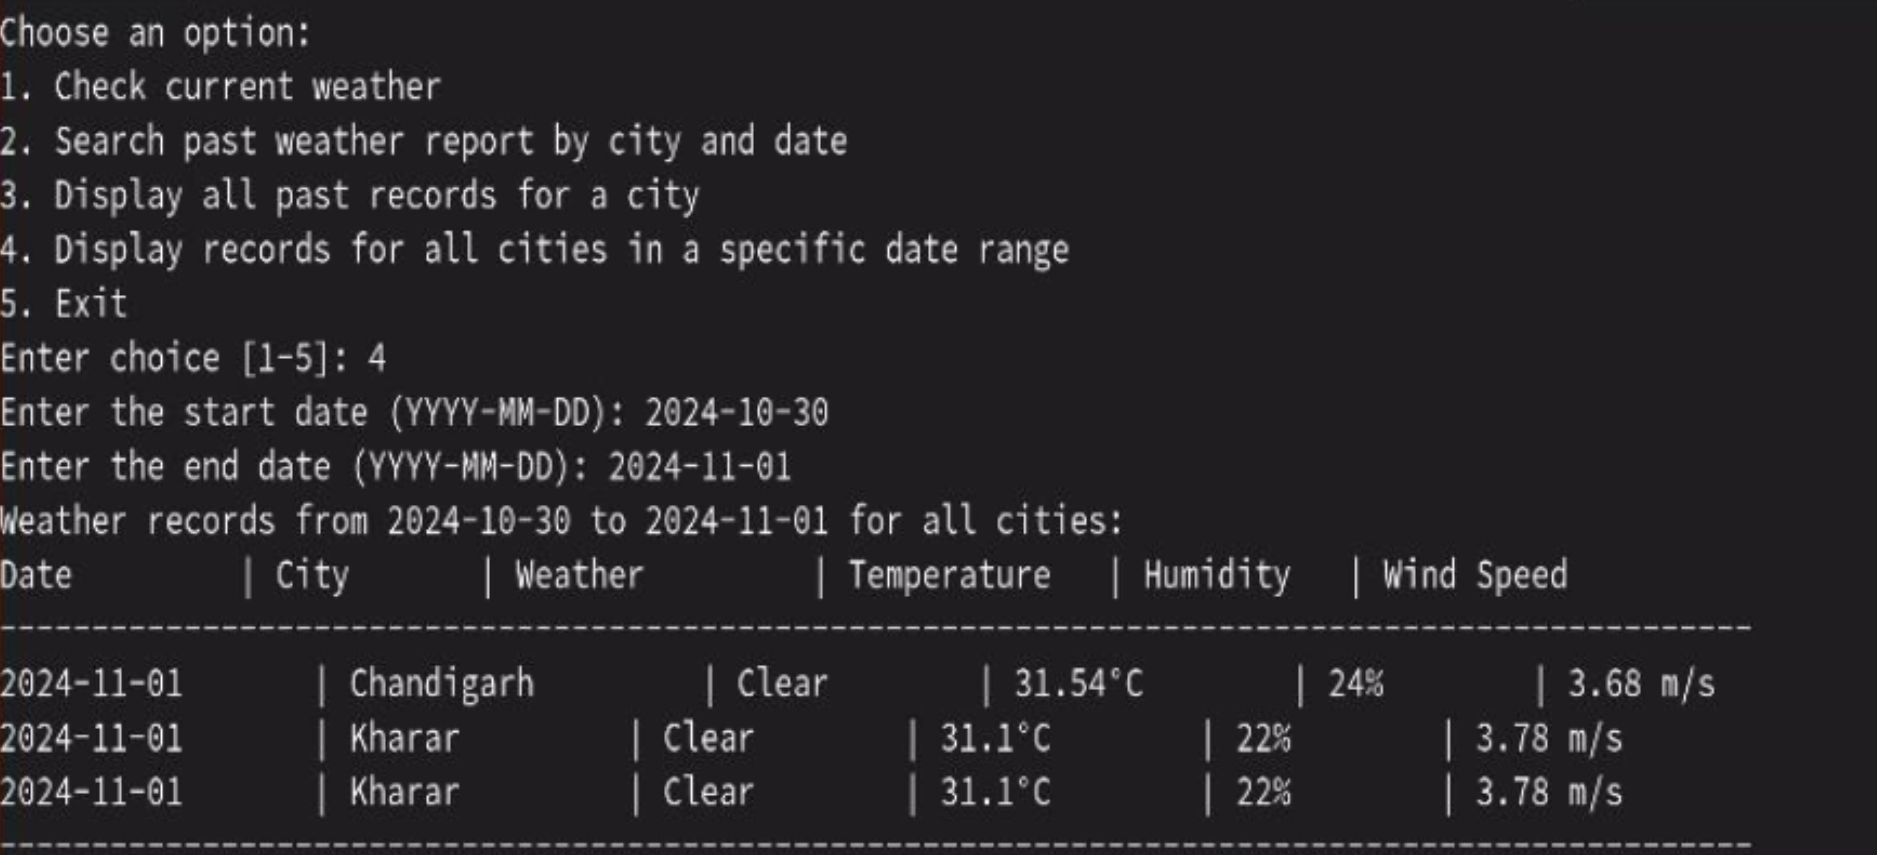 Choose an option:
1. Check current weather
2. Search past weather report by city and date
3. Display all past records for a city
4. Display records for all cities in a specific date range
5. Exit
Enter choice [1-5]: 4
Enter the start date (YYYY-MM-DD): 2024-10-30
Enter the end date (YYYY-MM-DD): 2024-11-01
Weather records from 2024-10-30 to 2024-11-01 for all cities:
Date | City | Weather | Temperature | Humidity | Wind Speed
-----------------------------------------------------------------------------------------------
2024-11-01 | Chandigarh | Clear | 31.54°C | 24% | 3.68 m/s
2024-11-01 | Kharar | Clear | 31.1°C | 22% | 3.78 m/s
2024-11-01 | Kharar | Clear | 31.1°C | 22% | 3.78 m/s
-----------------------------------------------------------------------------------------------